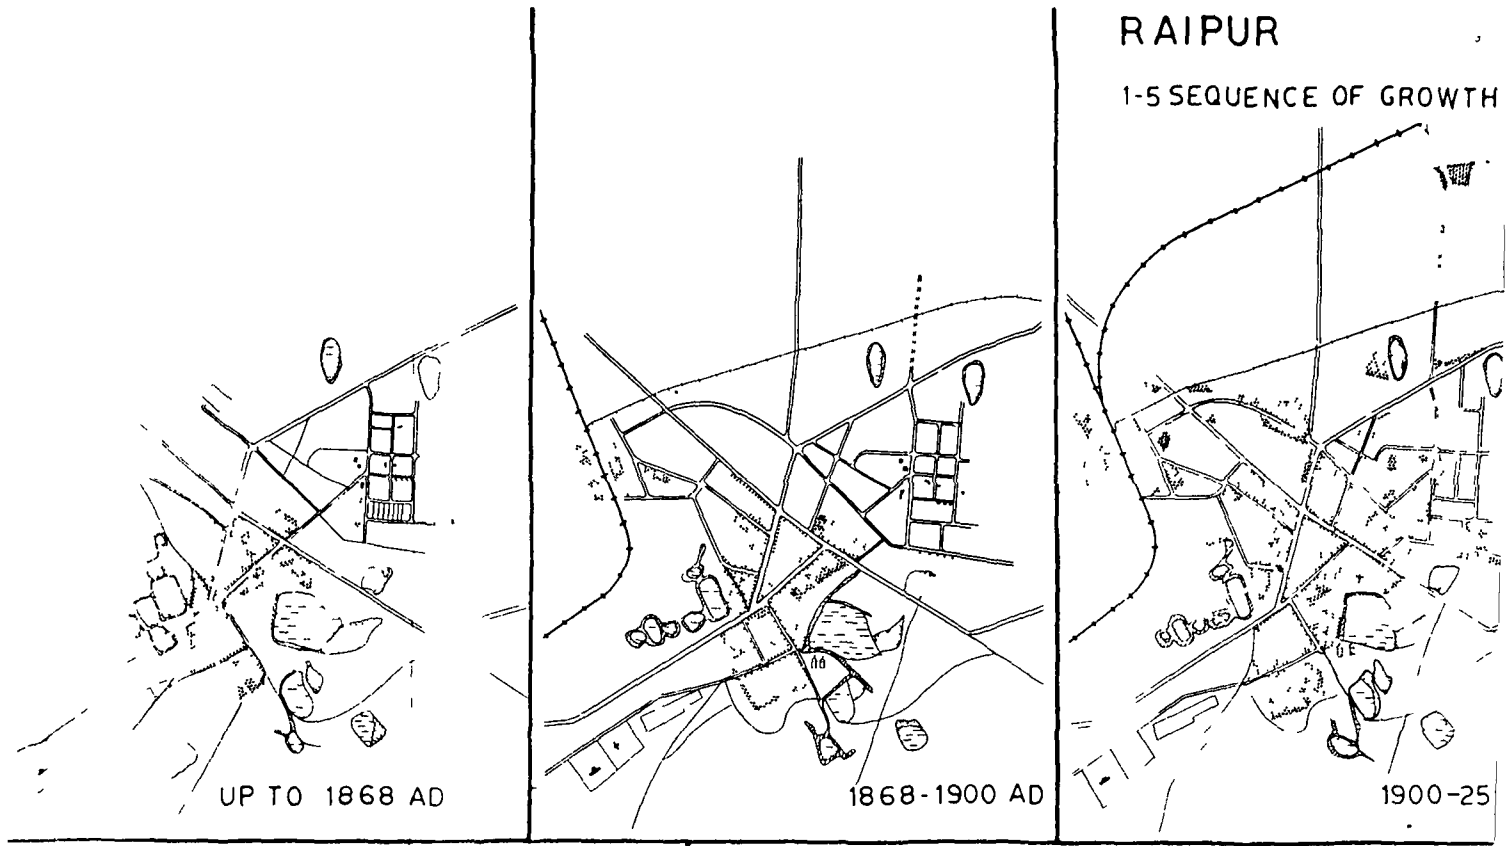 RAIPUR
1-5 SEQUENCE OF GROWTH
UP TO 1868 AD
1868-1900 AD
1900-25